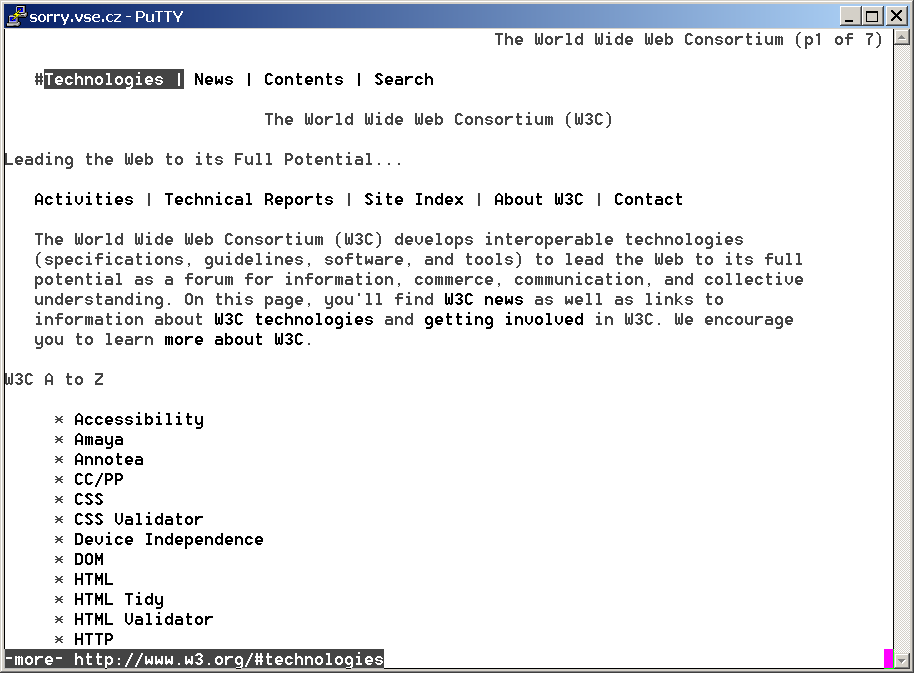 sorry.vse.cz - PuTTY
The World Wide Web Consortium (p1 of 7)
#Technologies | News | Contents | Search
The World Wide Web Consortium (W3C)
Leading the Web to its Full Potential...
Activities | Technical Reports | Site Index | About W3C | Contact
The World Wide Web Consortium (W3C) develops interoperable technologies
(specifications, guidelines, software, and tools) to lead the Web to its full
potential as a forum for information, commerce, communication, and collective
understanding. On this page, you'll find W3C news as well as links to
information about W3C technologies and getting involved in W3C. We encourage
you to learn more about W3C.
W3C A to Z
* Accessibility
* Amaya
* Annotea
* CC/PP
* CSS
* CSS Validator
* Device Independence
* DOM
* HTML
* HTML Tidy
* HTML Validator
* HTTP
-more- http://www.w3.org/#technologies